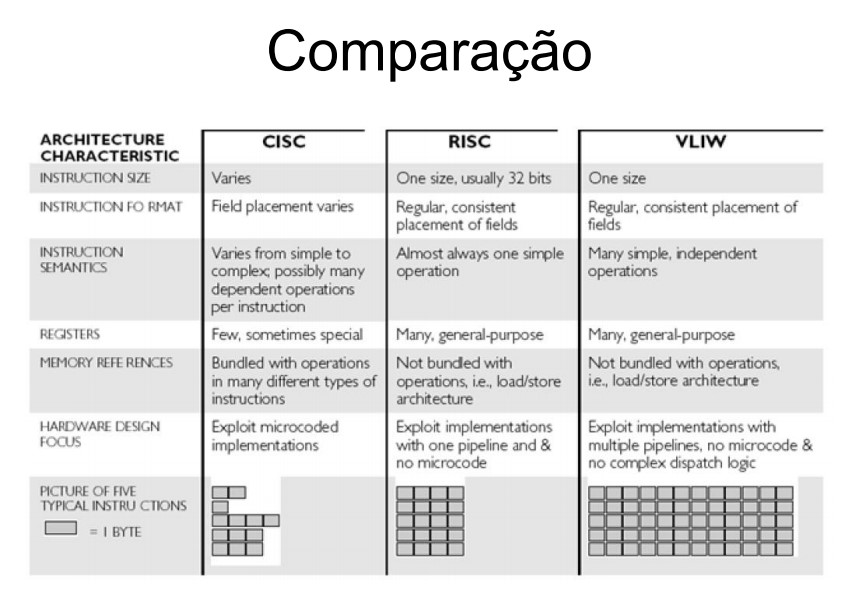 Comparação
ARCHITECTURE
CHARACTERISTIC
CISC
RISC
VLIW
INSTRUCTION SIZE
Varies
One size, usually 32 bits
One size
INSTRUCTION FO RMAT
Field placement varies
Regular, consistent
placement of fields
Regular, consistent placement of
fields
INSTRUCTION
SEMANTICS
Varies from simple to
complex; possibly many
dependent operations
per instruction
Almost always one simple
operation
Many simple, independent
operations
REGISTERS
Few, sometimes special
Many, general-purpose
Many, general-purpose
MEMORY REFE RENCES
Bundled with operations
in many different types of
instructions
Not bundled with
operations, i.e., load/store
architecture
Not bundled with operations,
i.e., load/store architecture
HARDWARE DESIGN
FOCUS
Exploit microcoded
implementations
Exploit implementations
with one pipeline and &
no microcode
Exploit implementations with
multiple pipelines, no microcode &
no complex dispatch logic
PICTURE OF FIVE
TYPICAL INSTRU CTIONS
= 1 BYTE